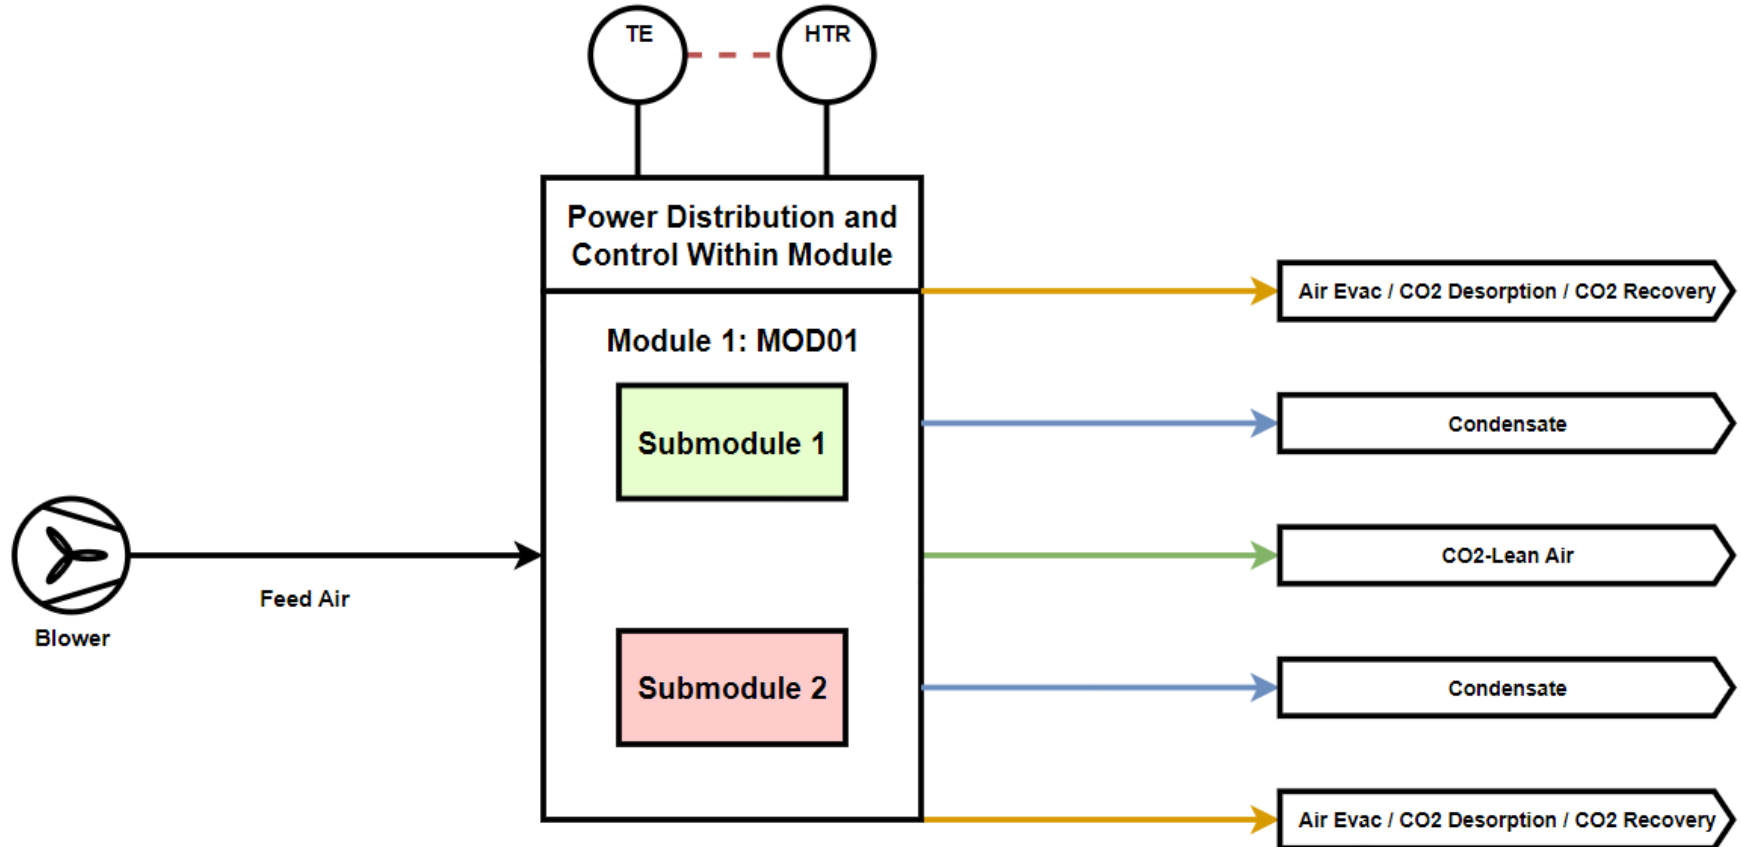 TE
HTR
Power Distribution and
Control Within Module
Air Evac / CO2 Desorption / CO2 Recovery
Module 1: MOD01
Condensate
Submodule 1
CO2-Lean Air
Feed Air
Blower
Submodule 2
Condensate
Air Evac / CO2 Desorption / CO2 Recovery